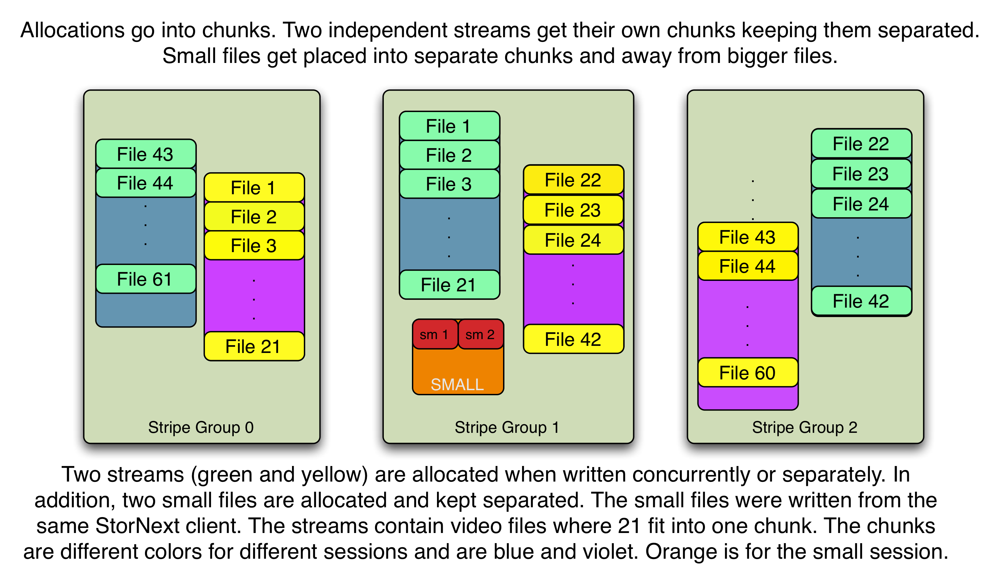 Allocations go into chunks. Two independent streams get their own chunks keeping them separated.
Small files get placed into separate chunks and away from bigger files.
File 43
File 44
.
.
.
File 61
File 1
File 2
File 3
.
.
.
File 21
Stripe Group 0
File 1
File 2
File 3
.
.
.
File 21
sm 1
sm 2
SMALL
File 22
File 23
File 24
.
.
.
File 42
Stripe Group 1
.
.
.
File 43
File 44
.
.
.
File 60
File 22
File 23
File 24
.
.
.
File 42
Stripe Group 2
Two streams (green and yellow) are allocated when written concurrently or separately. In
addition, two small files are allocated and kept separated. The small files were written from the
same StorNext client. The streams contain video files where 21 fit into one chunk. The chunks
are different colors for different sessions and are blue and violet. Orange is for the small session.